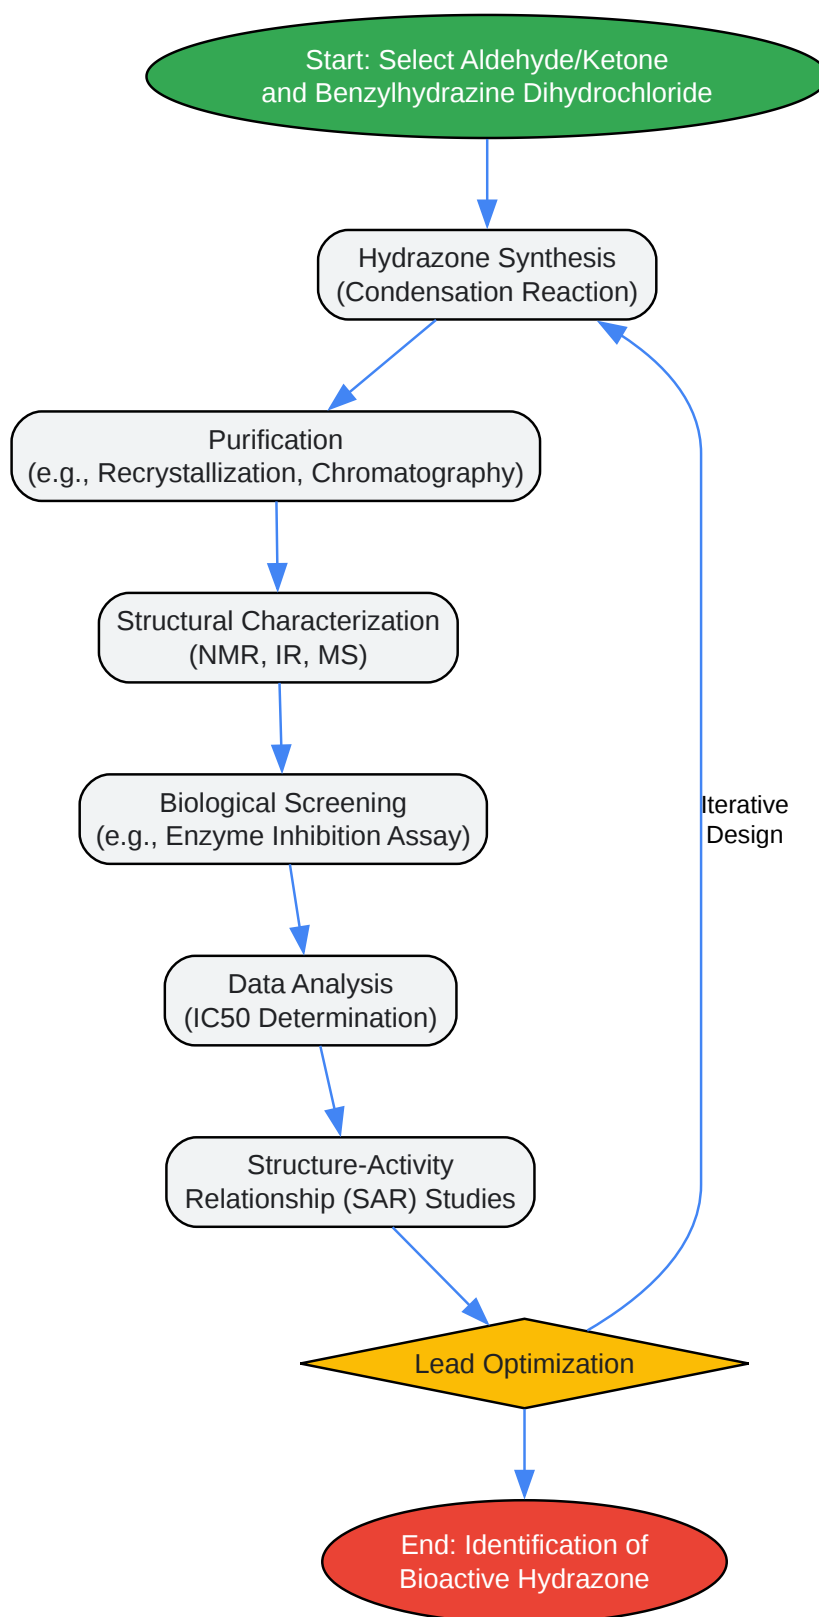 Start: Select Aldehyde/Ketone
and Benzylhydrazine Dihydrochloride
Hydrazone Synthesis
(Condensation Reaction)
Purification
(e.g., Recrystallization, Chromatography)
Structural Characterization
(NMR, IR, MS)
Biological Screening
(e.g., Enzyme Inhibition Assay)
Iterative
Design
Data Analysis
(IC50 Determination)
Structure-Activity
Relationship (SAR) Studies
Lead Optimization
End: Identification of
Bioactive Hydrazone